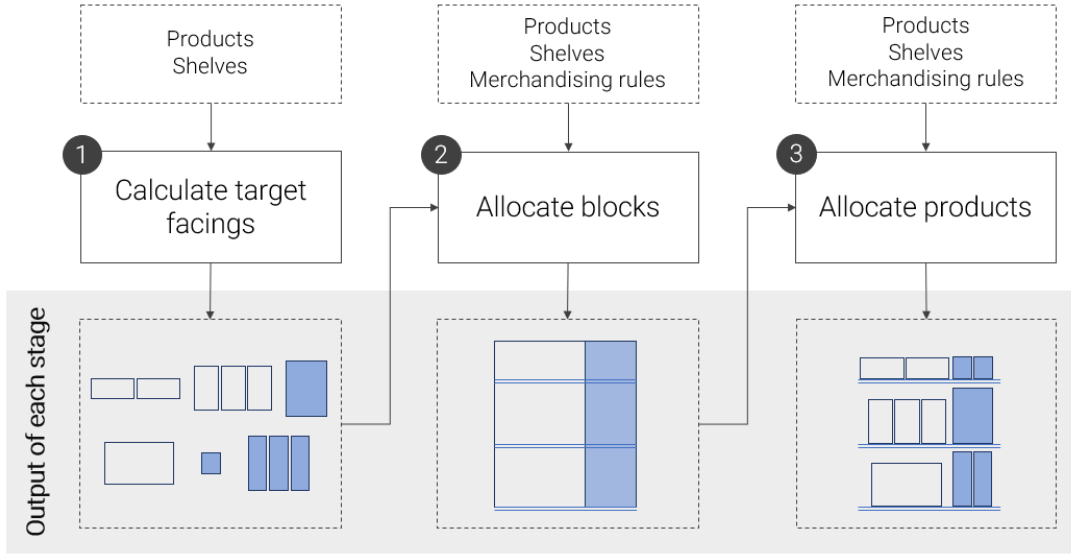 Products
Shelves
Products
Shelves
Merchandising rules
Products
Shelves
Merchandising rules
1
Calculate target
facings
2
Allocate blocks
3
Allocate products
Output of each stage